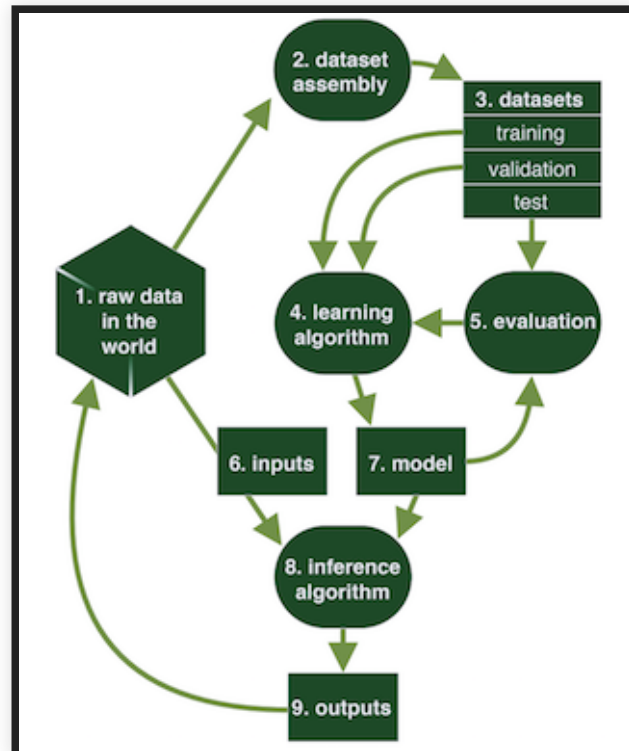 2. dataset
assembly
3. datasets
training
validation
test
1. raw data
in the
world
4. learning
algorithm
5. evaluation
6. inputs
7. model
8. inference
algorithm
9. outputs